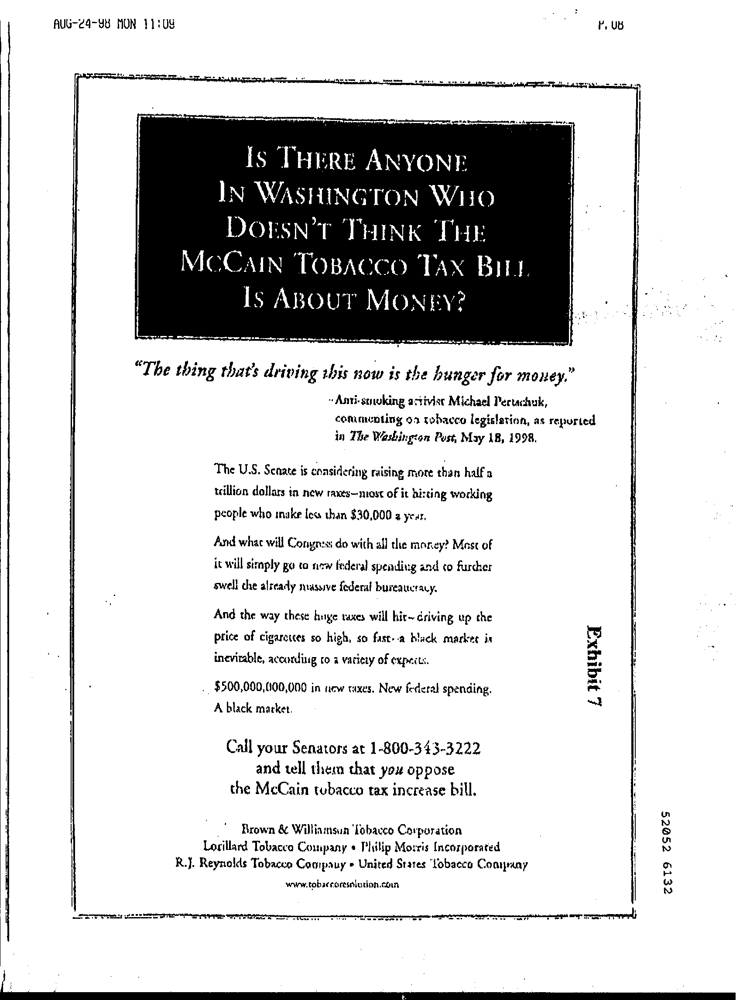 AUG-24-98 MON 11:09
P. 08
IS THERE ANYONE
IN WASHINGTON WHO
DOESN'T THINK THE
MCCAIN TOBACCO TAX BILL
IS ABOUT MONEY?
"The thing that's driving this now is the hunger for money."
-Anti-smoking activist Michael Pertschuk,
commenting on tobacco legislation, as reported
in The Washington Post, May 18, 1998.
The U.S. Senate is considering raising more than half a
trillion dollars in new taxes—most of it hitting working
people who make less than $30,000 a year.
And what will Congress do with all the money? Most of
it will simply go to new federal spending and to further
swell the already massive federal bureaucracy.
And the way these huge taxes will hit—driving up the
price of cigarettes so high, so fast--a black market is
inevitable, according to a variety of experts.
$500,000,000,000 in new taxes. New federal spending.
A black market.
Call your Senators at 1-800-343-3222
and tell them that you oppose
the McCain tobacco tax increase bill.
Brown & Williamson Tobacco Corporation
Lorillard Tobacco Company • Philip Morris Incorporated
R.J. Reynolds Tobacco Company • United States Tobacco Company
www.tobaccoresolution.com
Exhibit 7
52052 6132